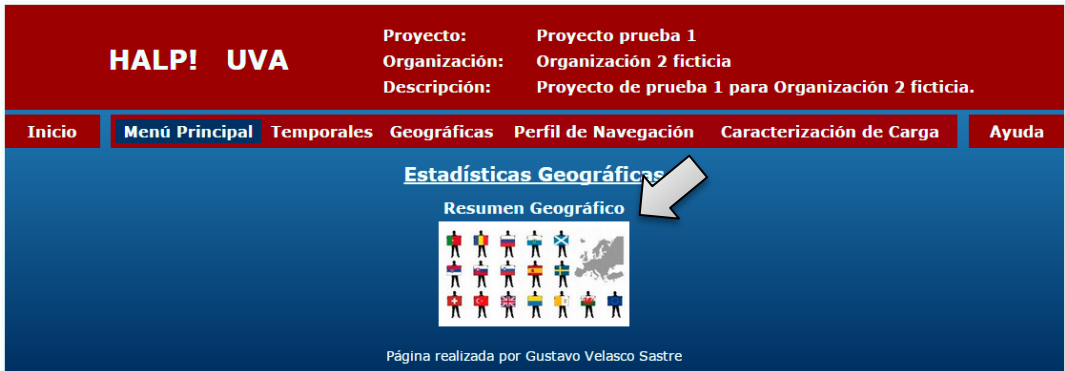 HALP! UVA
Proyecto: Proyecto prueba 1
Organización: Organización 2 ficticia
Descripción: Proyecto de prueba 1 para Organización 2 ficticia.
Inicio Menú Principal Temporales Geográficas Perfil de Navegación Caracterización de Carga Ayuda
Estadísticas Geográficas
Resumen Geográfico
Página realizada por Gustavo Velasco Sastre